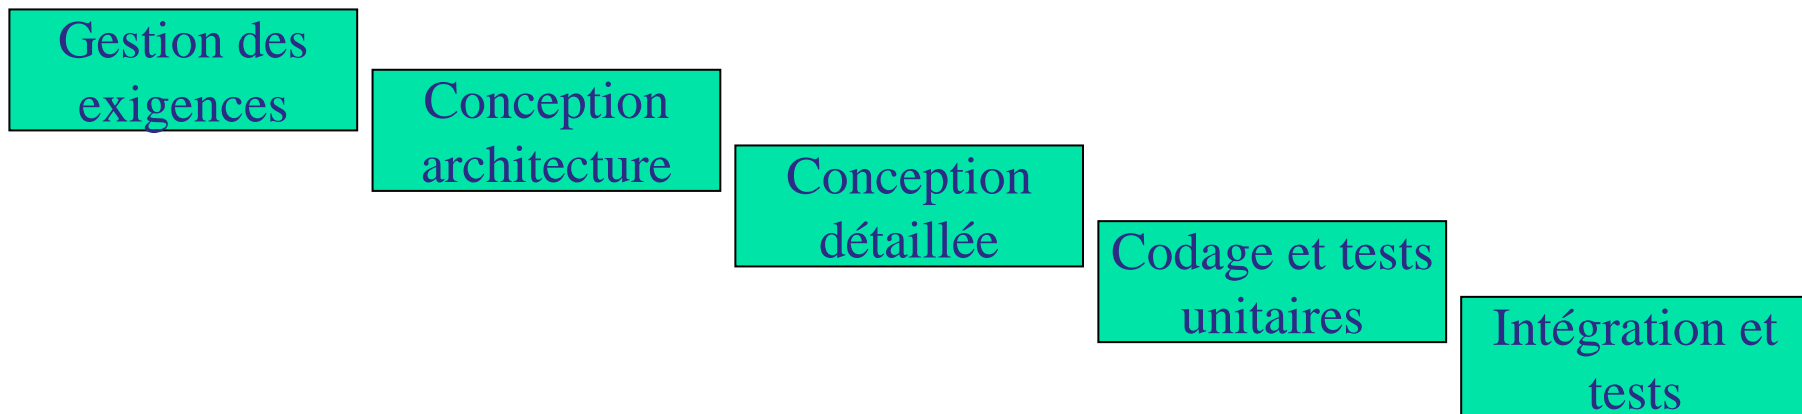 Gestion des
exigences
Conception
architecture
Conception
détaillée
Codage et tests
unitaires
Intégration et
tests